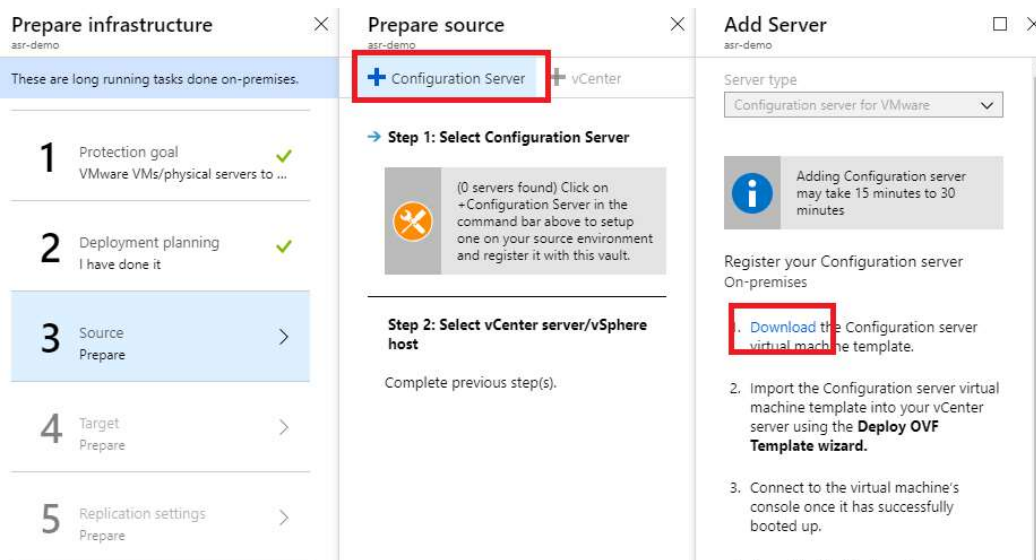 Prepare infrastructure
asr-demo
These are long running tasks done on-premises.
1
Protection goal
VMware VMs/physical servers to ...
2
Deployment planning
I have done it
3
Source
Prepare
4
Target
Prepare
5
Replication settings
Prepare
Prepare source
asr-demo
Configuration Server
vCenter
Step 1: Select Configuration Server
(0 servers found) Click on
+Configuration Server in the
command bar above to setup
one on your source environment
and register it with this vault.
Step 2: Select vCenter server/vSphere
host
Complete previous step(s).
Add Server
asr-demo
Server type
Configuration server for VMware
Adding Configuration server
may take 15 minutes to 30
minutes
Register your Configuration server
On-premises
1. Download the Configuration server
virtual machine template.
2. Import the Configuration server virtual
machine template into your vCenter
server using the Deploy OVF
Template wizard.
3. Connect to the virtual machine's
console once it has successfully
booted up.